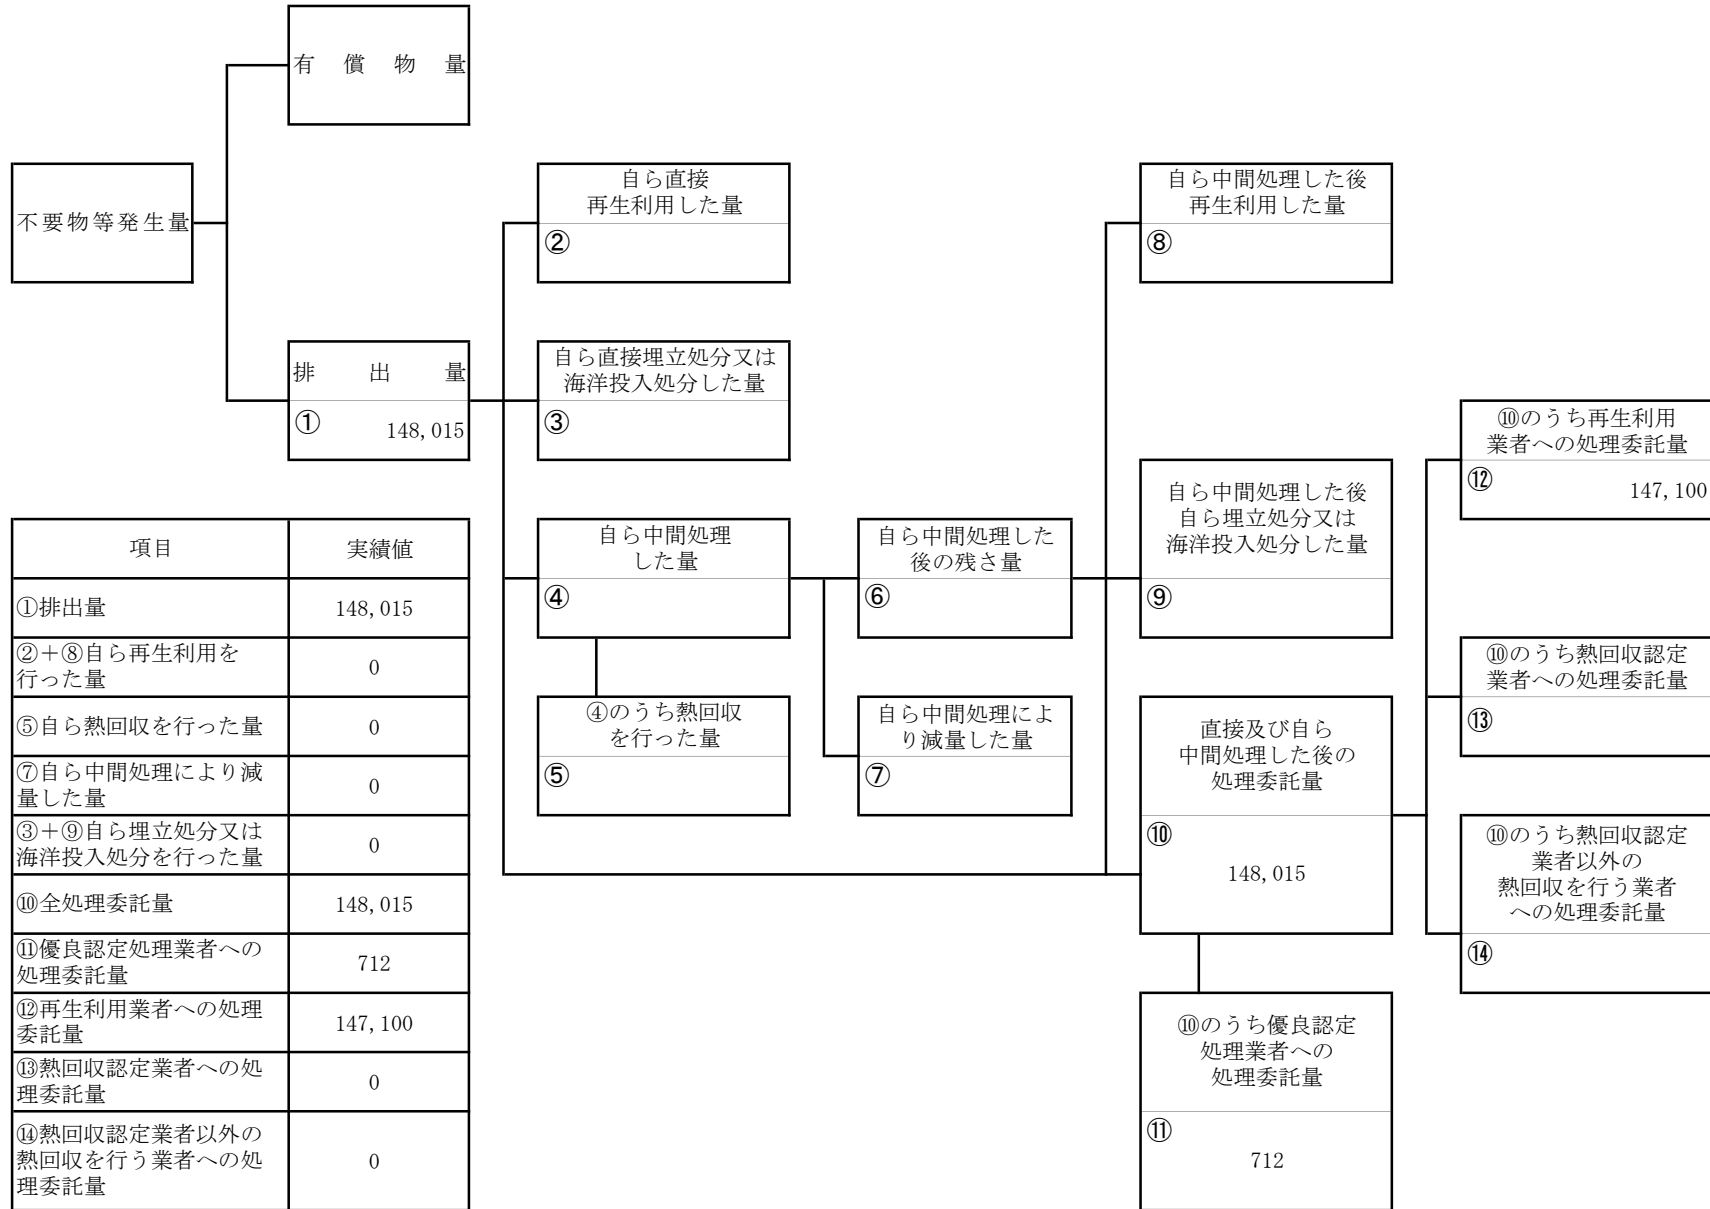 有償物量
不要物等発生量
排出量
① 148,015
自ら直接
再生利用した量
②
自ら直接埋立処分又は
海洋投入処分した量
③
自ら中間処理
した量
④
④のうち熱回収
を行った量
⑤
自ら中間処理した
後の残さ量
⑥
自ら中間処理によ
り減量した量
⑦
自ら中間処理した後
再生利用した量
⑧
自ら中間処理した後
自ら埋立処分又は
海洋投入処分した量
⑨
直接及び自ら
中間処理した後の
処理委託量
⑩
148,015
⑩のうち優良認定
処理業者への
処理委託量
⑪
712
⑩のうち再生利用
業者への処理委託量
⑫
147,100
⑩のうち熱回収認定
業者への処理委託量
⑬
⑩のうち熱回収認定
業者以外の
熱回収を行う業者
への処理委託量
⑭
項目 実績値
①排出量 148,015
②+⑧自ら再生利用を
行った量 0
⑤自ら熱回収を行った量 0
⑦自ら中間処理により減
量した量 0
③+⑨自ら埋立処分又は
海洋投入処分を行った量 0
⑩全処理委託量 148,015
⑪優良認定処理業者への
処理委託量 712
⑫再生利用業者への処理
委託量 147,100
⑬熱回収認定業者への処
理委託量 0
⑭熱回収認定業者以外の
熱回収を行う業者への処
理委託量 0